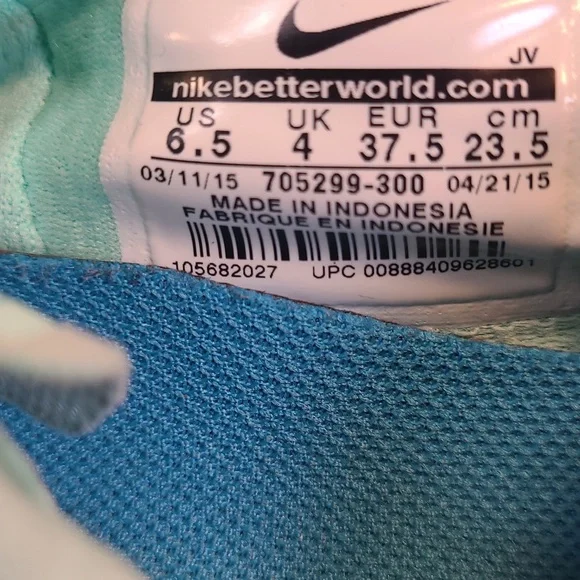 JV
nikebetterworld.com
US UK EUR cm
6.5 4 37.5 23.5
03/11/15 705299-300 04/21/15
MADE IN INDONESIA
FABRIQUE EN INDONESIE
105682027 UPC 00888409628601